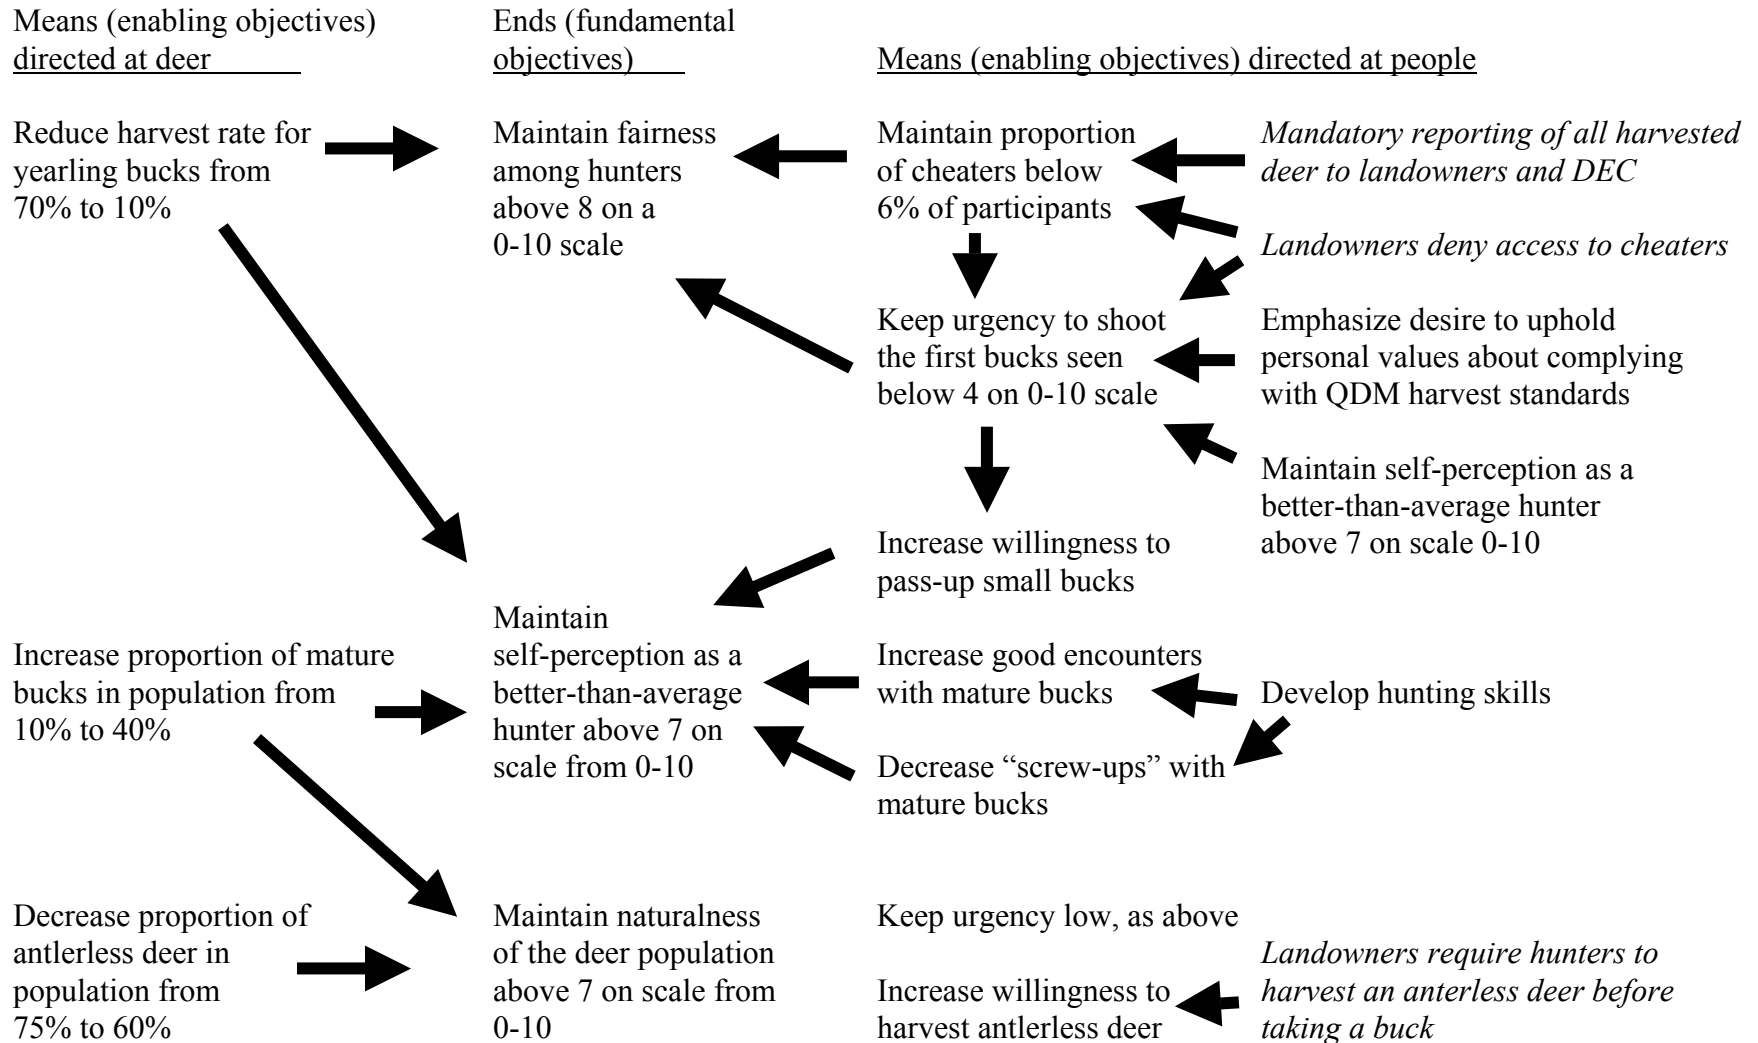 Means (enabling objectives)
directed at deer
Ends (fundamental
objectives)
Means (enabling objectives) directed at people
Reduce harvest rate for
yearling bucks from
70% to 10%
Maintain fairness
among hunters
above 8 on a
0-10 scale
Maintain proportion
of cheaters below
6% of participants
Mandatory reporting of all harvested
deer to landowners and DEC
Landowners deny access to cheaters
Keep urgency to shoot
the first bucks seen
below 4 on 0-10 scale
Emphasize desire to uphold
personal values about complying
with QDM harvest standards
Maintain self-perception as a
better-than-average hunter
above 7 on scale 0-10
Increase willingness to
pass-up small bucks
Increase proportion of mature
bucks in population from
10% to 40%
Maintain
self-perception as a
better-than-average
hunter above 7 on
scale from 0-10
Increase good encounters
with mature bucks
Develop hunting skills
Decrease “screw-ups” with
mature bucks
Decrease proportion of
antlerless deer in
population from
75% to 60%
Maintain naturalness
of the deer population
above 7 on scale from
0-10
Keep urgency low, as above
Increase willingness to
harvest antlerless deer
Landowners require hunters to
harvest an anterless deer before
taking a buck